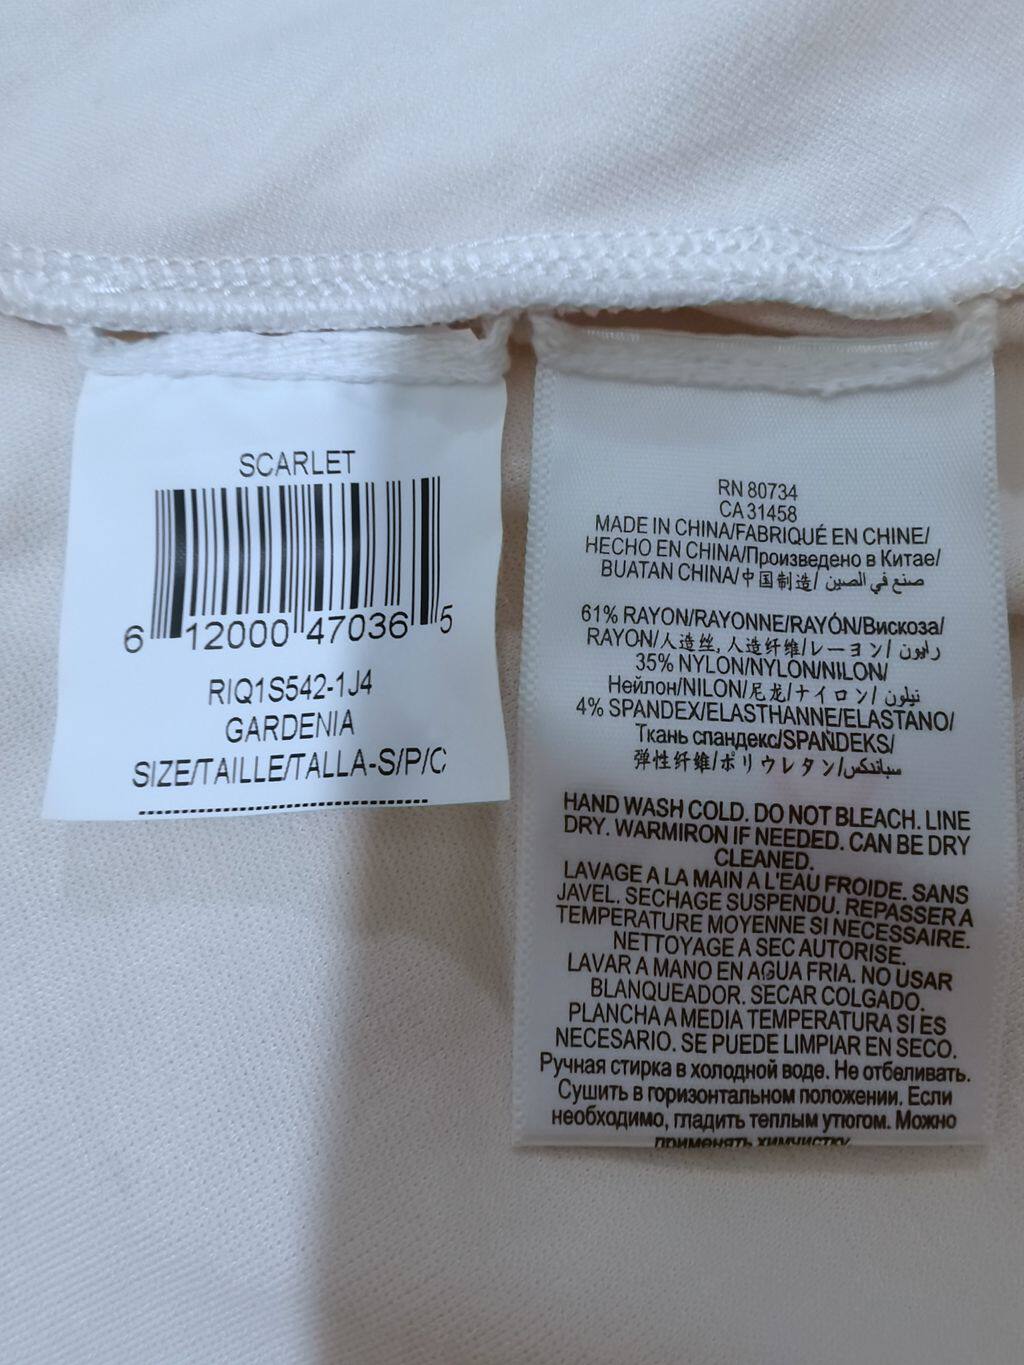 SCARLET
6 12000 47036 5
RIQ1S542-1J4
GARDENIA
SIZE/TAILLE/TALLA-S/P/C
RN 80734
CA 31458
MADE IN CHINA/FABRIQUÉ EN CHINE/
HECHO EN CHINA/Произведено в Китае/
BUATAN CHINA/中国制造/ صنع في الصين
61% RAYON/RAYONNE/RAYÓN/Вискоза/
RAYON/人造丝, 人造纤维/レーヨン/ رايون
35% NYLON/NYLON/NILON/
Нейлон/NILON/尼龙/ナイロン/ نيلون
4% SPANDEX/ELASTHANNE/ELASTANO/
Ткань спандекс/SPANDEKS/
弹性纤维/ポリウレタン/سباندكس
HAND WASH COLD. DO NOT BLEACH. LINE
DRY. WARM IRON IF NEEDED. CAN BE DRY
CLEANED.
LAVAGE A LA MAIN A L'EAU FROIDE. SANS
JAVEL. SECHAGE SUSPENDU. REPASSER A
TEMPERATURE MOYENNE SI NECESSAIRE.
NETTOYAGE A SEC AUTORISE.
LAVAR A MANO EN AGUA FRIA. NO USAR
BLANQUEADOR. SECAR COLGADO.
PLANCHA A MEDIA TEMPERATURA SI ES
NECESARIO. SE PUEDE LIMPIAR EN SECO.
Ручная стирка в холодной воде. Не отбеливать.
Сушить в горизонтальном положении. Если
необходимо, гладить теплым утюгом. Можно
применять химчистку